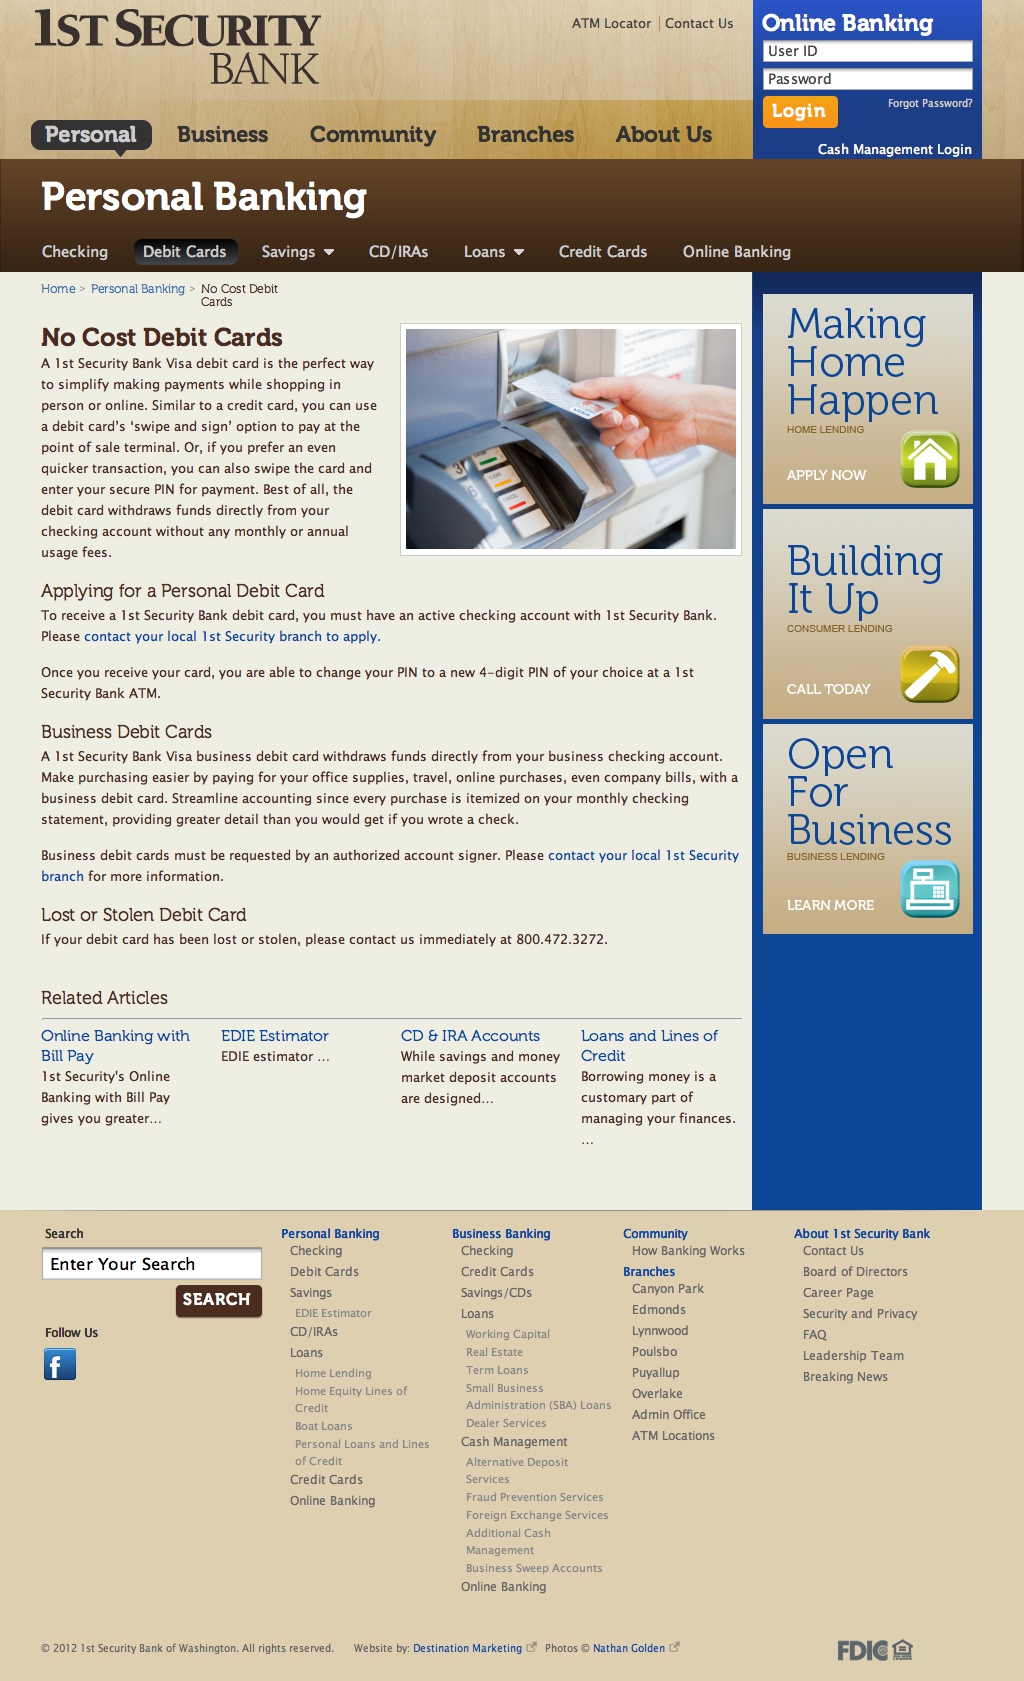 1ST SECURITY
BANK
ATM Locator
Contact Us
Online Banking
User ID
Password
Login
Forgot Password?
Cash Management Login
Personal
Business
Community
Branches
About Us
Personal Banking
Checking
Debit Cards
Savings
CD/IRAs
Loans
Credit Cards
Online Banking
Home > Personal Banking > No Cost Debit
Cards
No Cost Debit Cards
A 1st Security Bank Visa debit card is the perfect way
to simplify making payments while shopping in
person or online. Similar to a credit card, you can use
a debit card's ‘swipe and sign’ option to pay at the
point of sale terminal. Or, if you prefer an even
quicker transaction, you can also swipe the card and
enter your secure PIN for payment. Best of all, the
debit card withdraws funds directly from your
checking account without any monthly or annual
usage fees.
Applying for a Personal Debit Card
To receive a 1st Security Bank debit card, you must have an active checking account with 1st Security Bank.
Please contact your local 1st Security branch to apply.
Once you receive your card, you are able to change your PIN to a new 4-digit PIN of your choice at a 1st
Security Bank ATM.
Business Debit Cards
A 1st Security Bank Visa business debit card withdraws funds directly from your business checking account.
Make purchasing easier by paying for your office supplies, travel, online purchases, even company bills, with a
business debit card. Streamline accounting since every purchase is itemized on your monthly checking
statement, providing greater detail than you would get if you wrote a check.
Business debit cards must be requested by an authorized account signer. Please contact your local 1st Security
branch for more information.
Lost or Stolen Debit Card
If your debit card has been lost or stolen, please contact us immediately at 800.472.3272.
Making
Home
Happen
HOME LENDING
APPLY NOW
Building
It Up
CONSUMER LENDING
CALL TODAY
Open
For
Business
BUSINESS LENDING
LEARN MORE
Related Articles
Online Banking with
Bill Pay
1st Security's Online
Banking with Bill Pay
gives you greater...
EDIE Estimator
EDIE estimator ...
CD & IRA Accounts
While savings and money
market deposit accounts
are designed...
Loans and Lines of
Credit
Borrowing money is a
customary part of
managing your finances.
...
Search
Enter Your Search
SEARCH
Follow Us
Personal Banking
Checking
Debit Cards
Savings
EDIE Estimator
CD/IRAs
Loans
Home Lending
Home Equity Lines of
Credit
Boat Loans
Personal Loans and Lines
of Credit
Credit Cards
Online Banking
Business Banking
Checking
Credit Cards
Savings/CDs
Loans
Working Capital
Real Estate
Term Loans
Small Business
Administration (SBA) Loans
Dealer Services
Cash Management
Alternative Deposit
Services
Fraud Prevention Services
Foreign Exchange Services
Additional Cash
Management
Business Sweep Accounts
Online Banking
Community
How Banking Works
Branches
Canyon Park
Edmonds
Lynnwood
Poulsbo
Puyallup
Overlake
Admin Office
ATM Locations
About 1st Security Bank
Contact Us
Board of Directors
Career Page
Security and Privacy
FAQ
Leadership Team
Breaking News
© 2012 1st Security Bank of Washington. All rights reserved.
Website by: Destination Marketing
Photos © Nathan Golden
FDIC